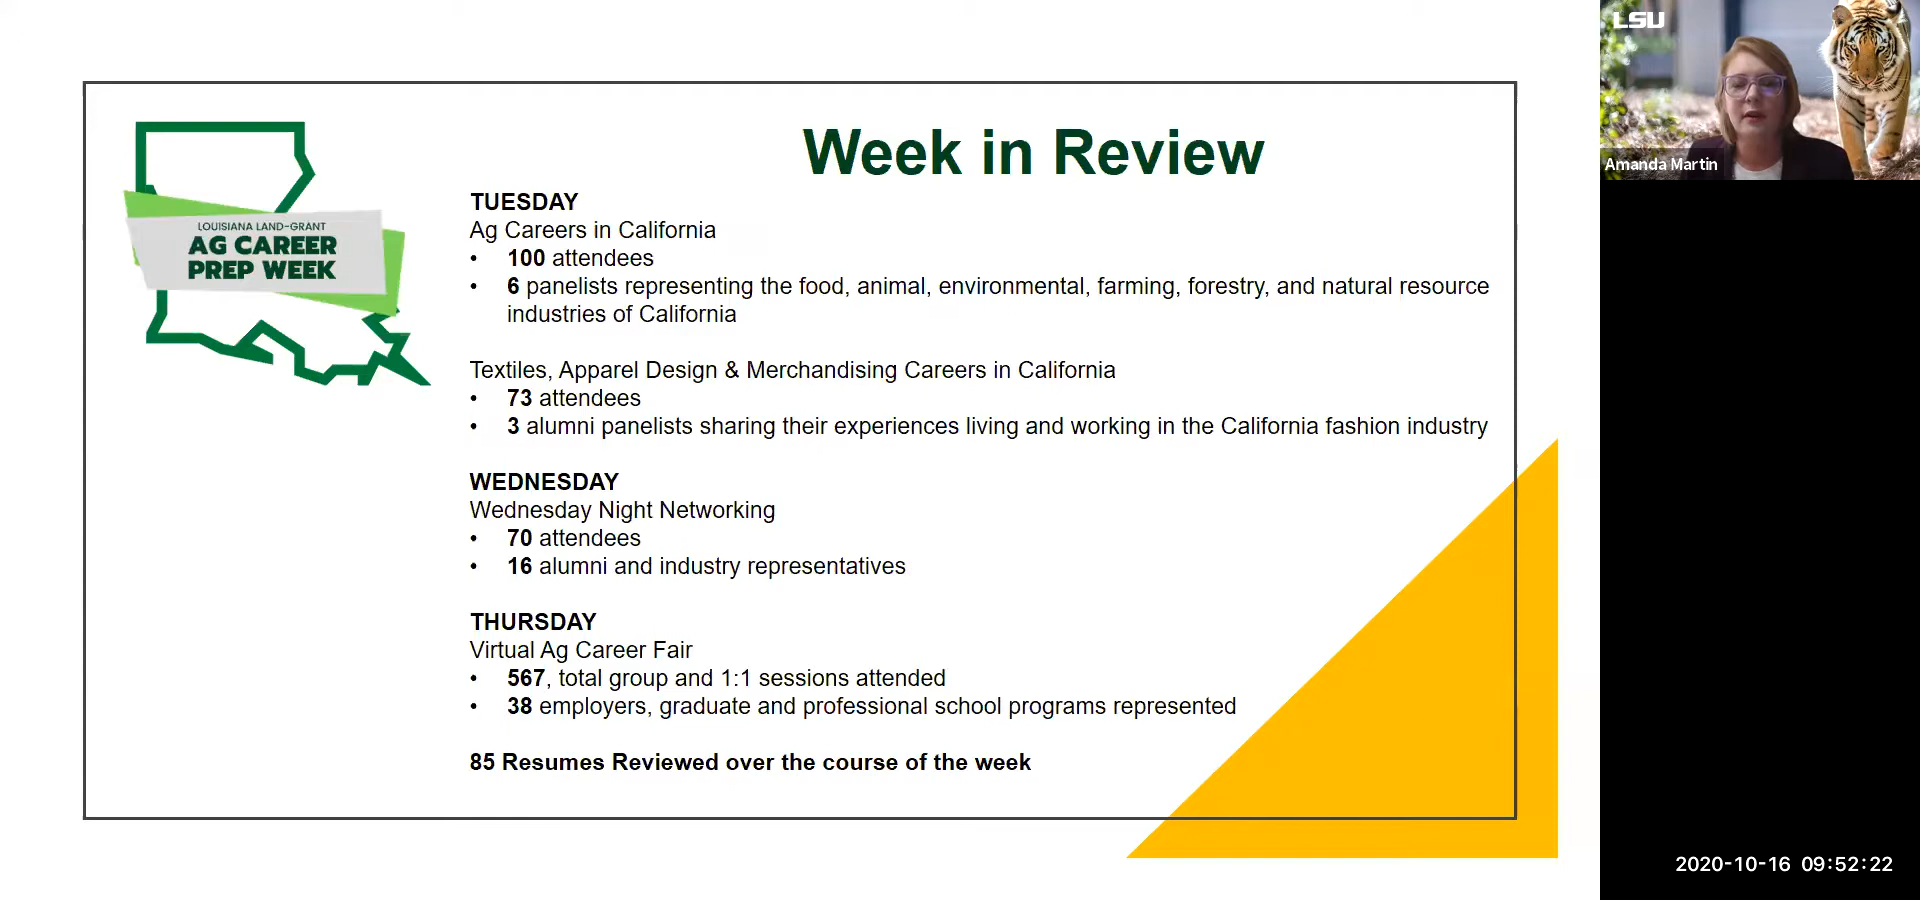 LOUISIANA LAND-GRANT
AG CAREER
PREP WEEK
Week in Review
TUESDAY
Ag Careers in California
• 100 attendees
• 6 panelists representing the food, animal, environmental, farming, forestry, and natural resource
industries of California
Textiles, Apparel Design & Merchandising Careers in California
• 73 attendees
• 3 alumni panelists sharing their experiences living and working in the California fashion industry
WEDNESDAY
Wednesday Night Networking
• 70 attendees
• 16 alumni and industry representatives
THURSDAY
Virtual Ag Career Fair
• 567, total group and 1:1 sessions attended
• 38 employers, graduate and professional school programs represented
85 Resumes Reviewed over the course of the week
LSU
Amanda Martin
2020-10-16 09:52:22